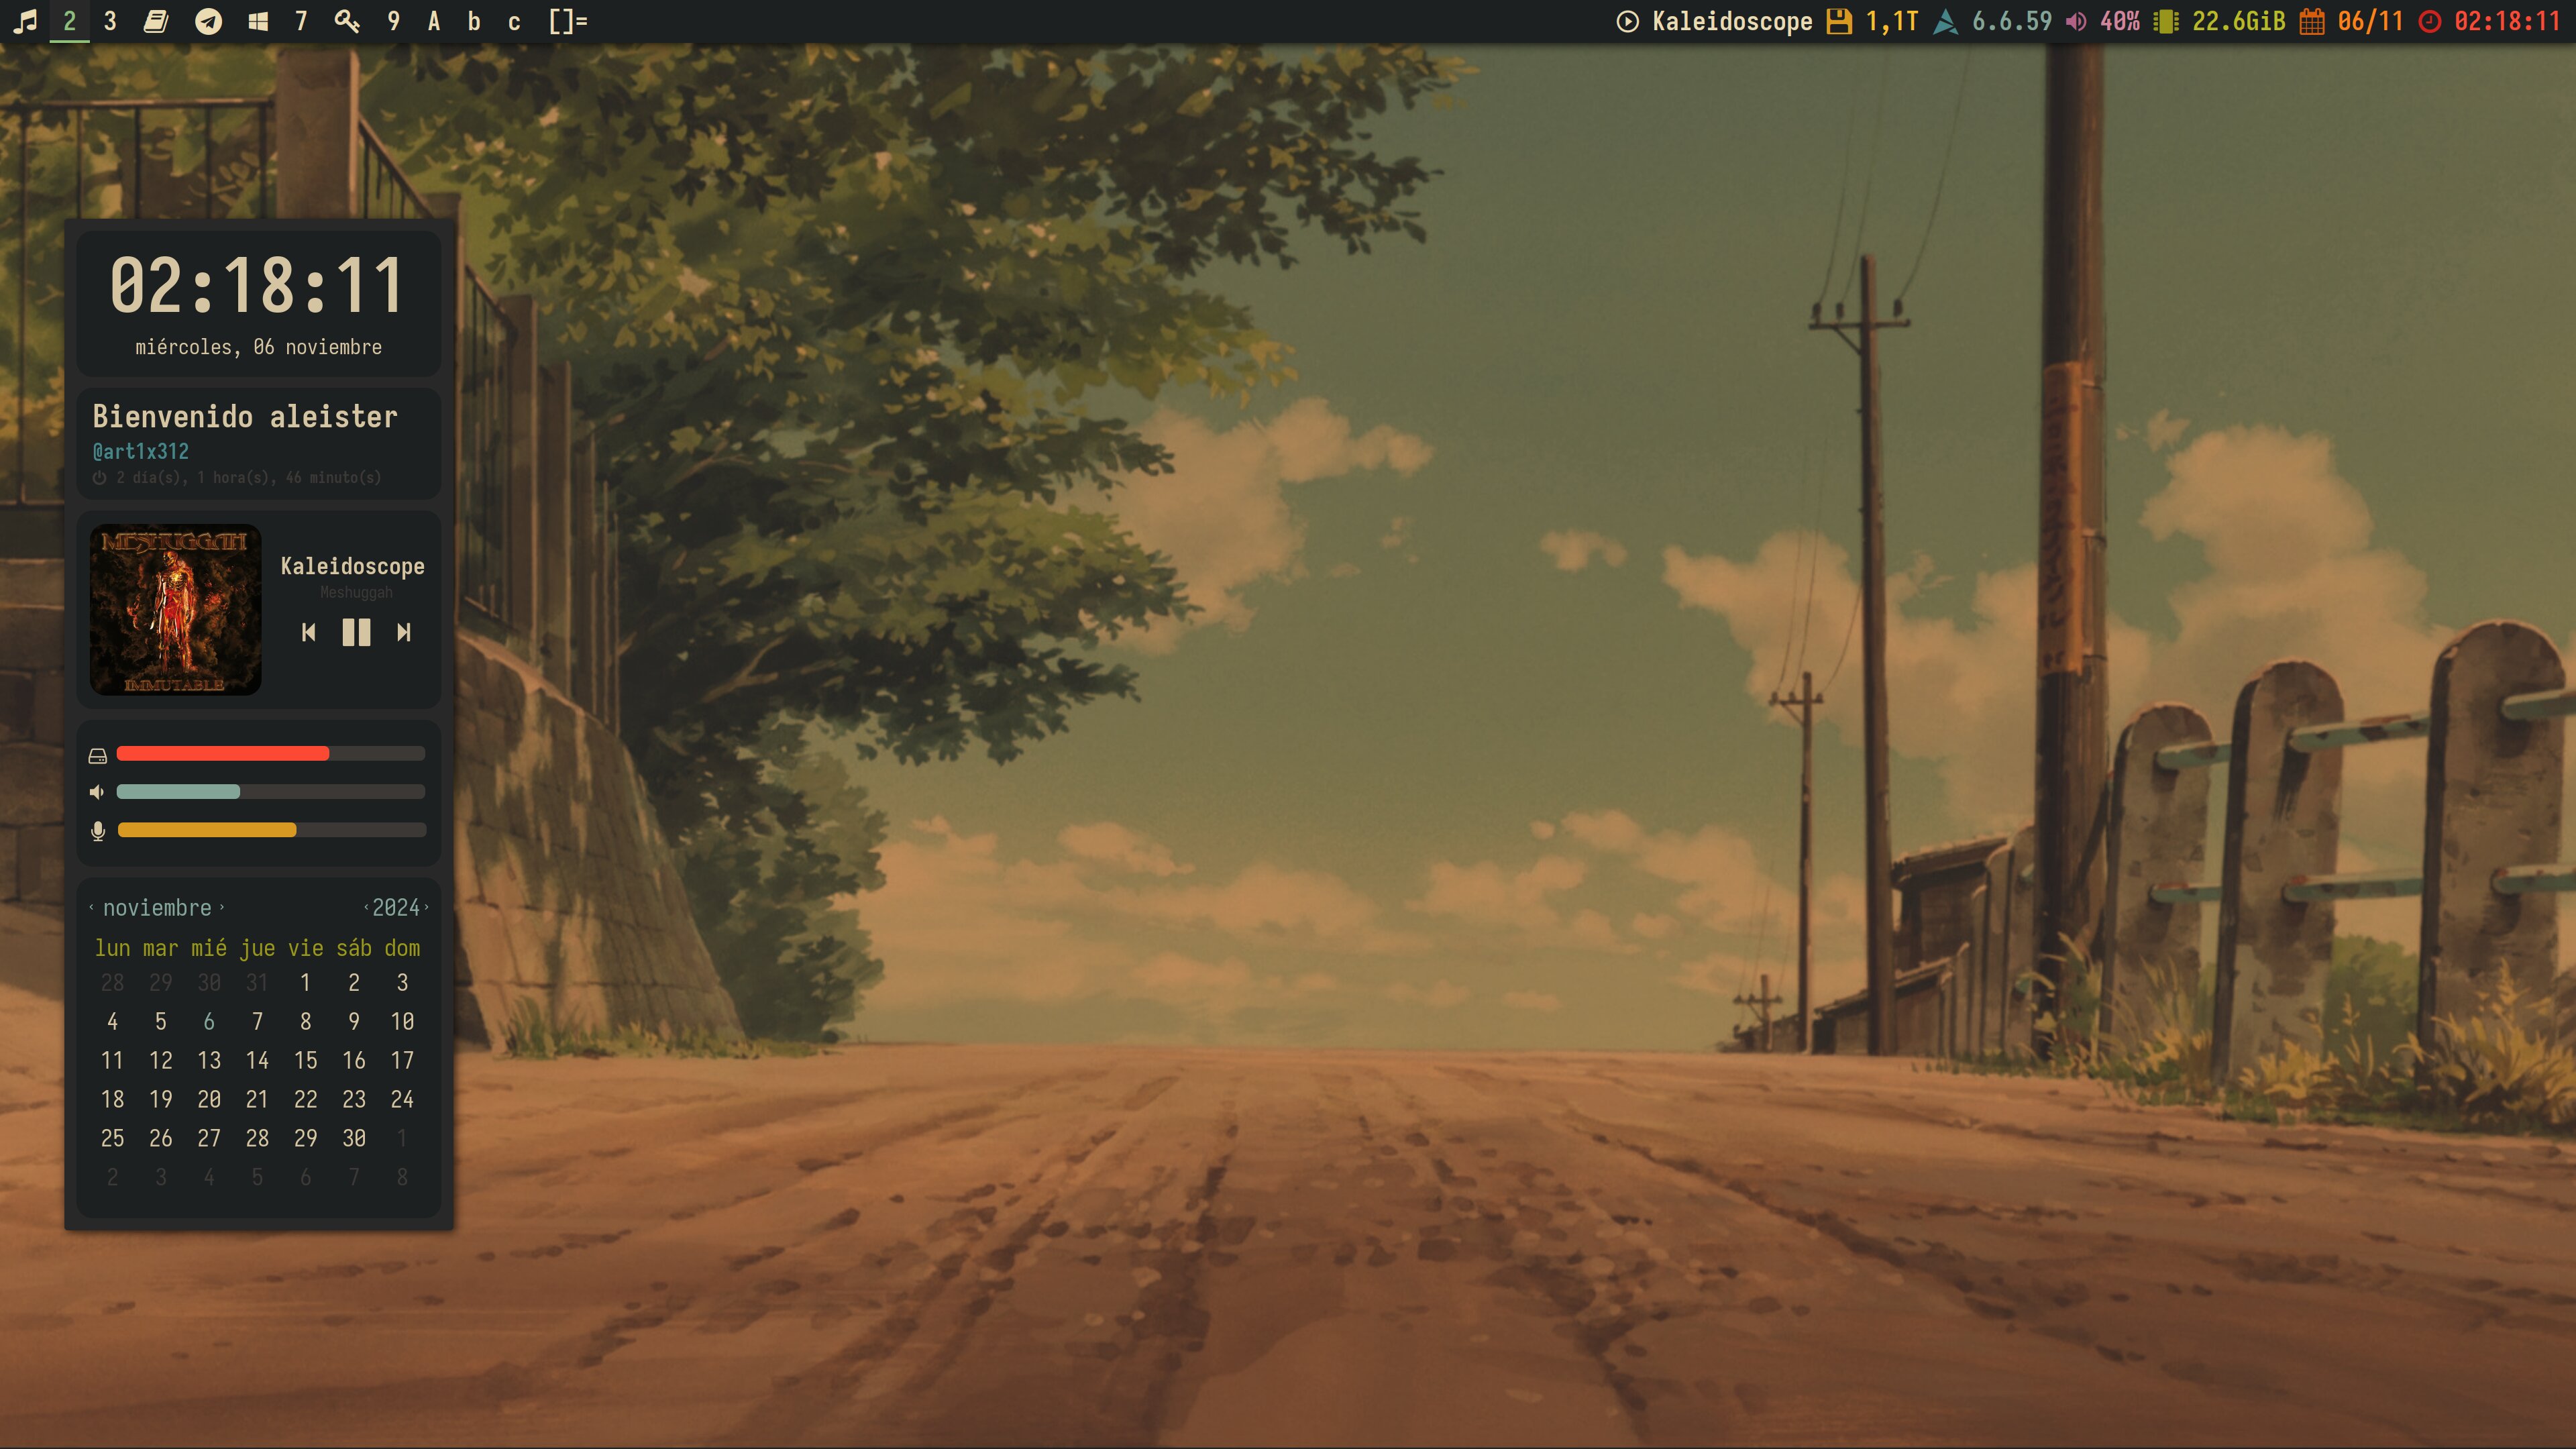 2 3 7 9 A b c []= Kaleidoscope 1,1T 6.6.59 40% 22.6GiB 06/11 02:18:11
02:18:11
miércoles, 06 noviembre
Bienvenido aleister
@art1x312
2 dia(s), 1 hora(s), 46 minuto(s)
MESHUGGAH
IMMUTABLE
Kaleidoscope
Meshuggah
‹ noviembre › ‹ 2024 ›
lun mar mié jue vie sáb dom
28 29 30 31 1 2 3
4 5 6 7 8 9 10
11 12 13 14 15 16 17
18 19 20 21 22 23 24
25 26 27 28 29 30 1
2 3 4 5 6 7 8